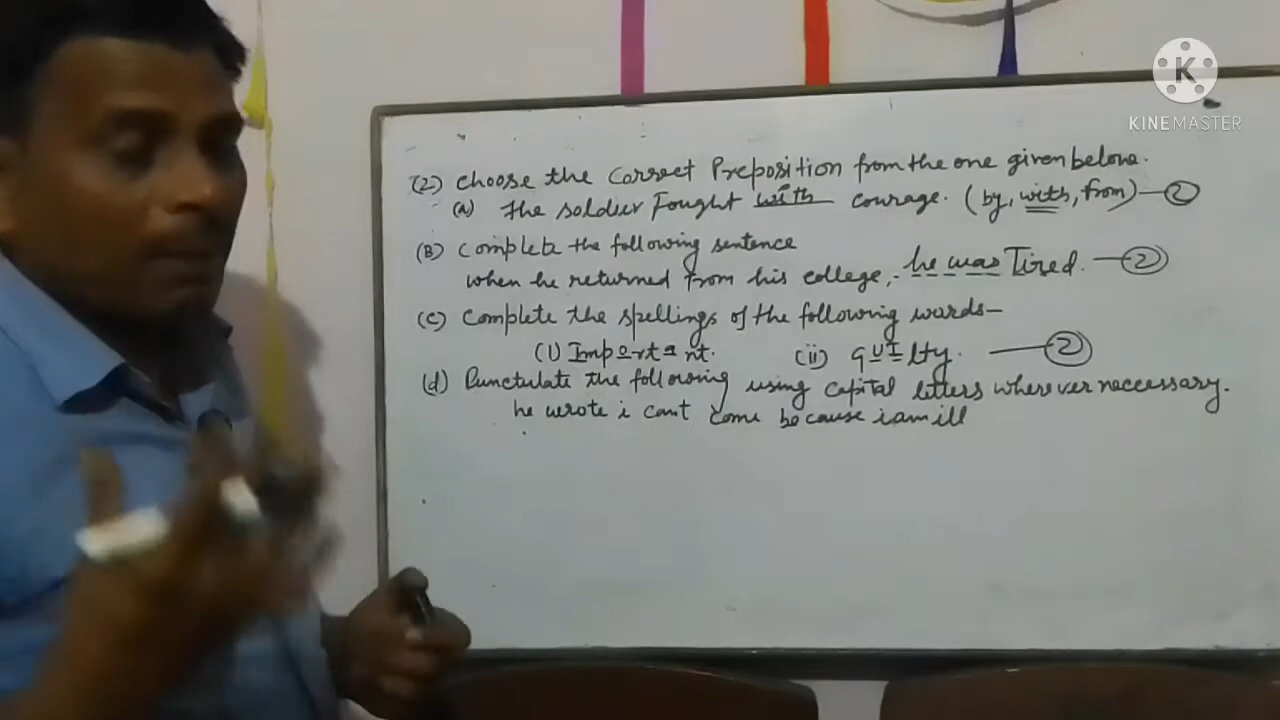 K
KINEMASTER
(2) Choose the Correct Preposition from the one given below.
(a) The soldier Fought with courage. (by, with, from) — 2
(B) Complete the following sentence
when he returned from his college, he was Tired. — 2
(c) Complete the spellings of the following words—
(1) Important. (ii) guilty. — 2
(d) Punctulate the following using capital letters wherever neccessary.
he wrote i cant come because i am ill